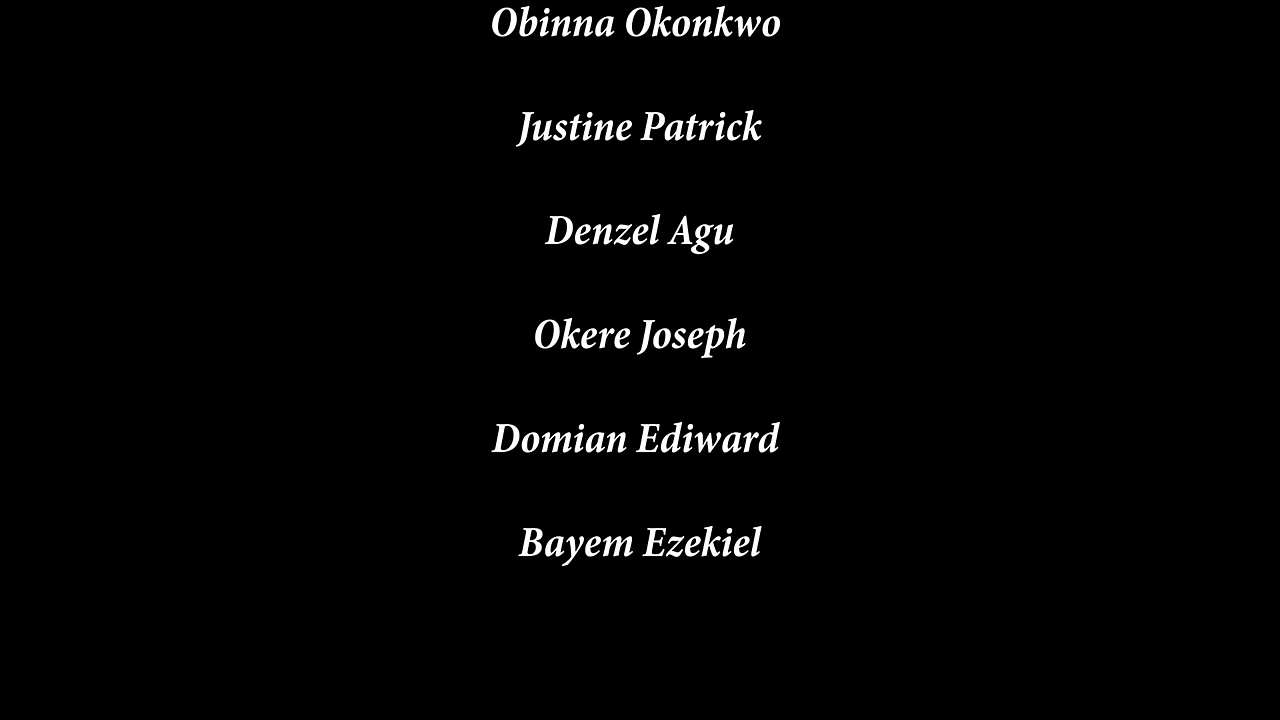 Obinna Okonkwo
Justine Patrick
Denzel Agu
Okere Joseph
Domian Ediward
Bayem Ezekiel